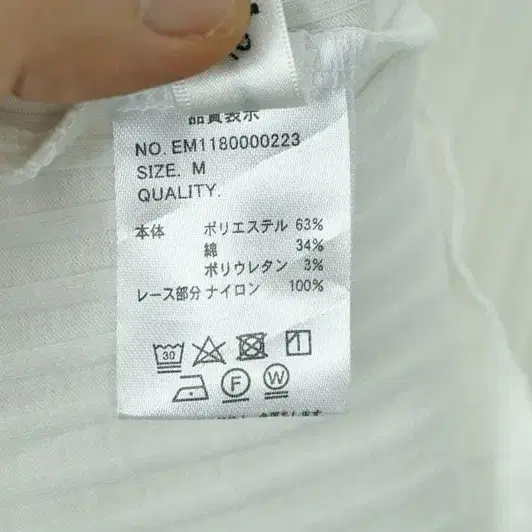 品質表示
NO. EM1180000223
SIZE. M
QUALITY.
本体 ポリエステル 63%
綿 34%
ポリウレタン 3%
レース部分 ナイロン 100%
30
F W